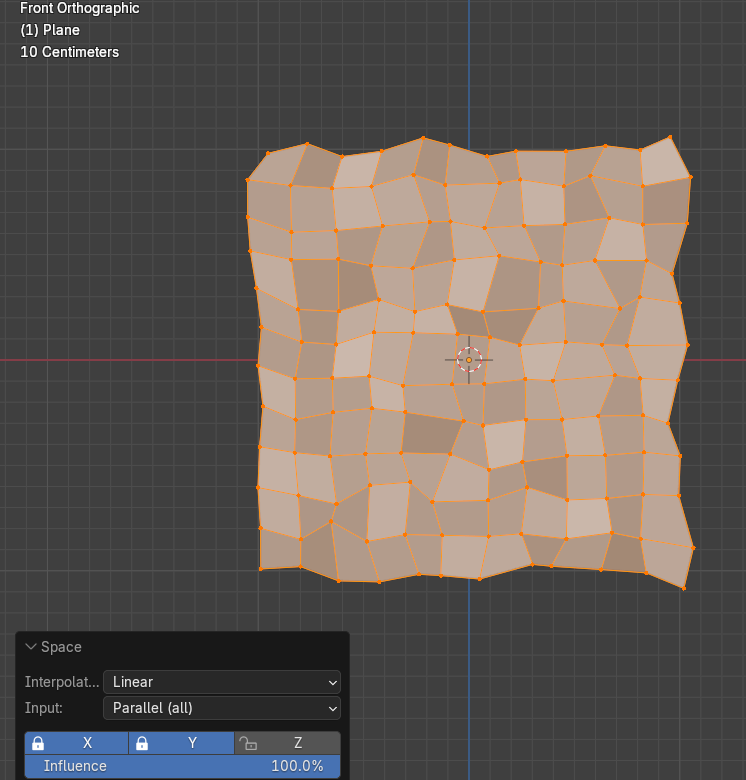 Front Orthographic
(1) Plane
10 Centimeters
Space
Interpolat... Linear
Input: Parallel (all)
X Y Z
Influence 100.0%